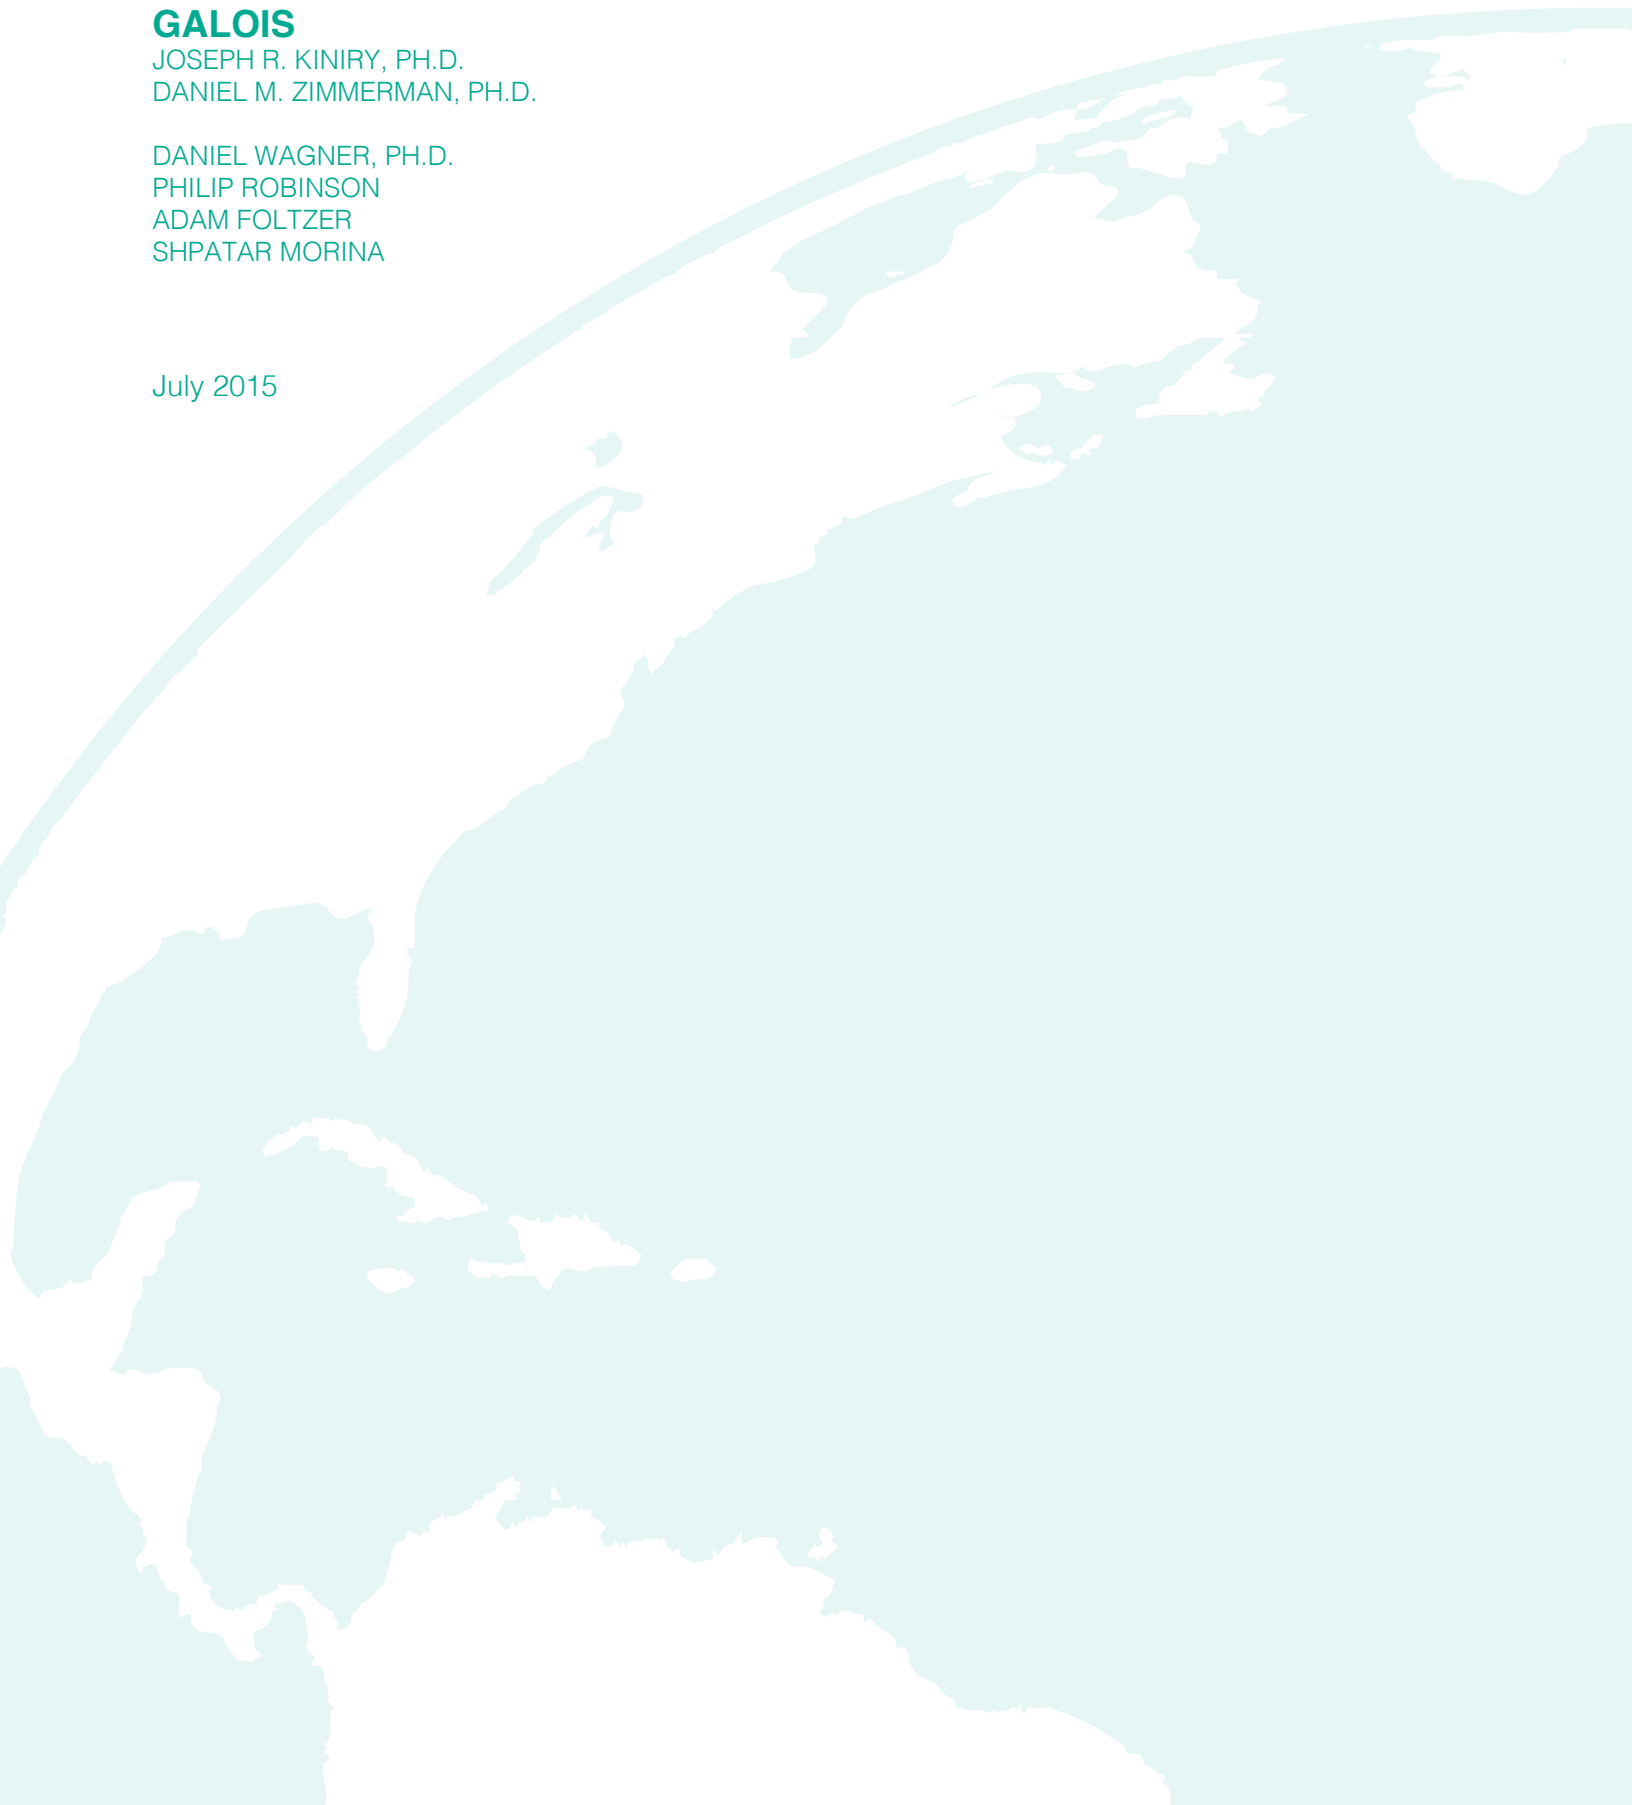 GALOIS
JOSEPH R. KINIRY, PH.D.
DANIEL M. ZIMMERMAN, PH.D.
DANIEL WAGNER, PH.D.
PHILIP ROBINSON
ADAM FOLTZER
SHPATAR MORINA
July 2015